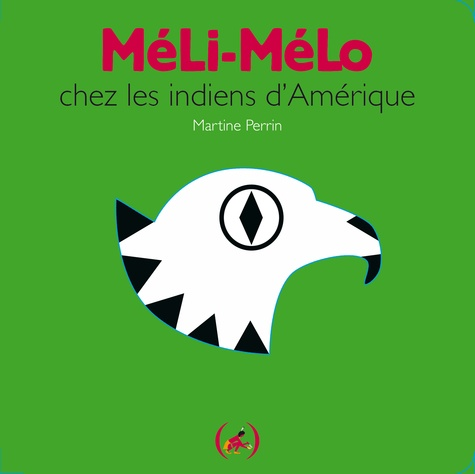 MéLi-MéLo
chez les indiens d'Amérique
Martine Perrin